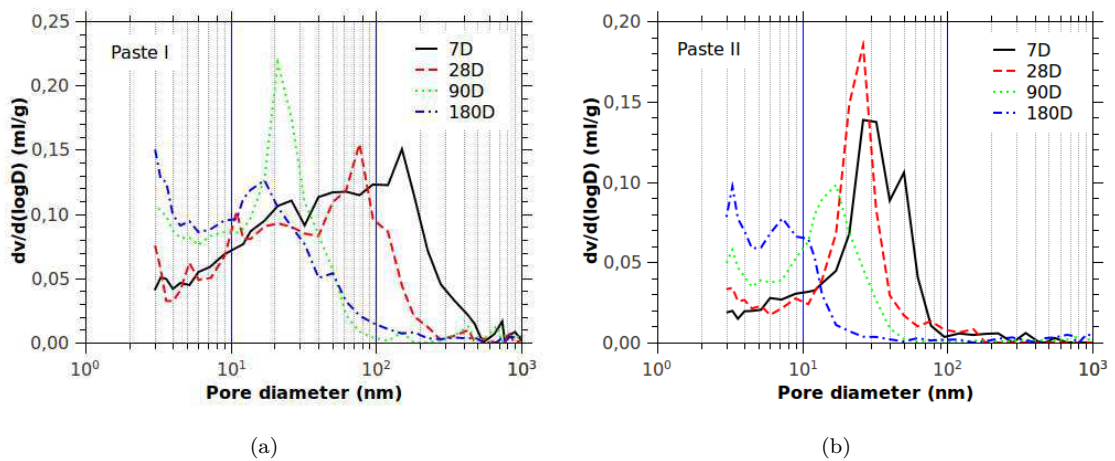 Paste I
7D
28D
90D
180D
0,25
0,20
0,15
0,10
0,05
0,00
dv/d(logD) (ml/g)
10⁰ 10¹ 10² 10³
Pore diameter (nm)
(a)
Paste II
7D
28D
90D
180D
0,20
0,15
0,10
0,05
0,00
dv/d(logD) (ml/g)
10⁰ 10¹ 10² 10³
Pore diameter (nm)
(b)